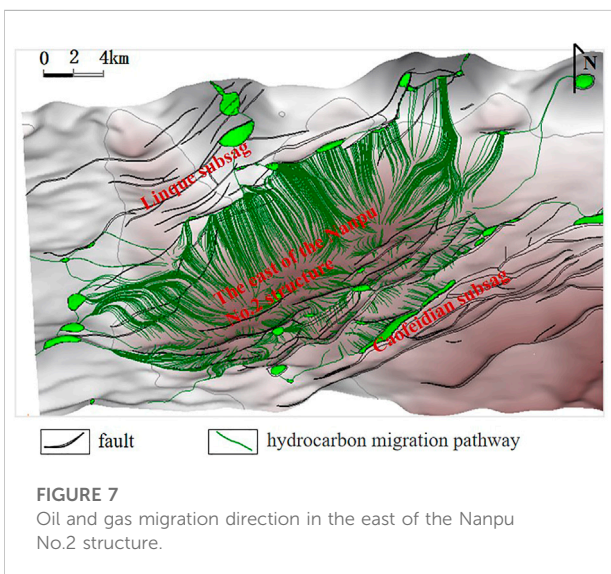 0 2 4km
N
Linque subsag
The east of the Nanpu
No.2 structure
Caofeidian subsag
fault
hydrocarbon migration pathway
FIGURE 7
Oil and gas migration direction in the east of the Nanpu
No.2 structure.